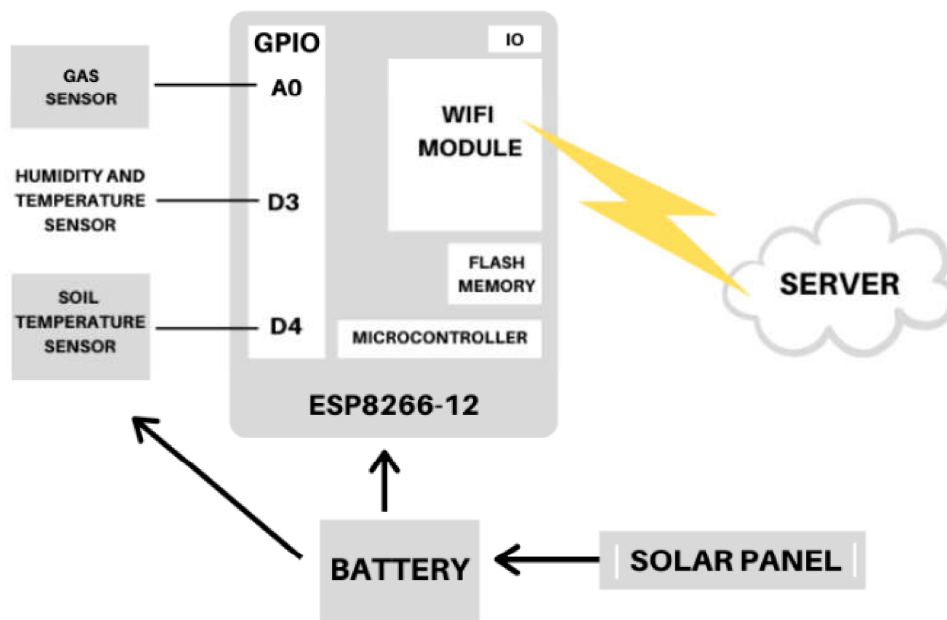 GPIO
IO
GAS
SENSOR
A0
WIFI
MODULE
HUMIDITY AND
TEMPERATURE
SENSOR
D3
FLASH
MEMORY
SERVER
SOIL
TEMPERATURE
SENSOR
D4
MICROCONTROLLER
ESP8266-12
BATTERY
SOLAR PANEL